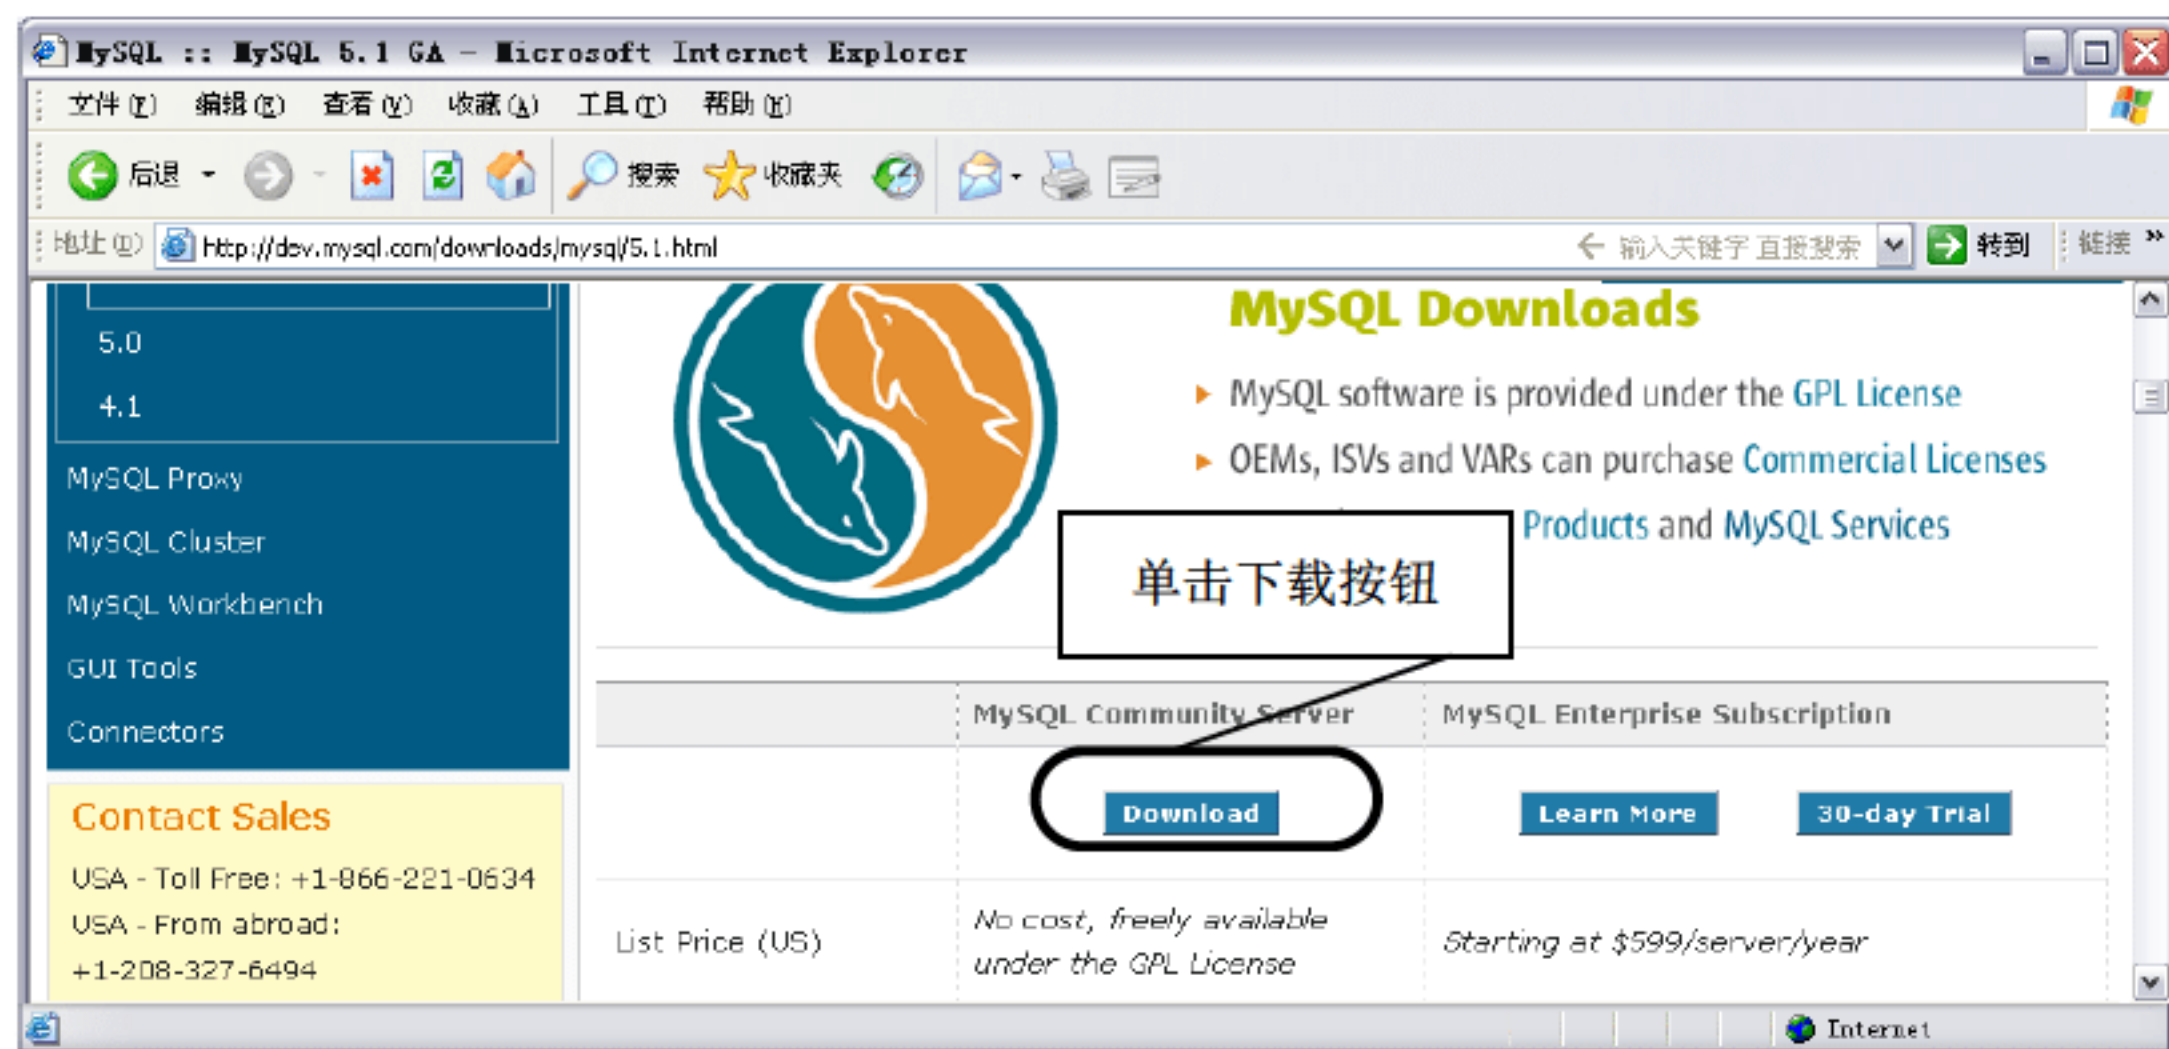 MySQL :: MySQL 5.1 GA - Microsoft Internet Explorer
文件(F) 编辑(E) 查看(V) 收藏(A) 工具(T) 帮助(H)
后退 搜索 收藏夹
地址(D) http://dev.mysql.com/downloads/mysql/5.1.html 输入关键字 直接搜索 转到 链接 »
5.0
4.1
MySQL Proxy
MySQL Cluster
MySQL Workbench
GUI Tools
Connectors
Contact Sales
USA - Toll Free: +1-866-221-0634
USA - From abroad:
+1-208-327-6494
MySQL Downloads
MySQL software is provided under the GPL License
OEMs, ISVs and VARs can purchase Commercial Licenses
Products and MySQL Services
单击下载按钮
MySQL Community Server MySQL Enterprise Subscription
Download Learn More 30-day Trial
List Price (US)
No cost, freely available
under the GPL License
Starting at $599/server/year
Internet